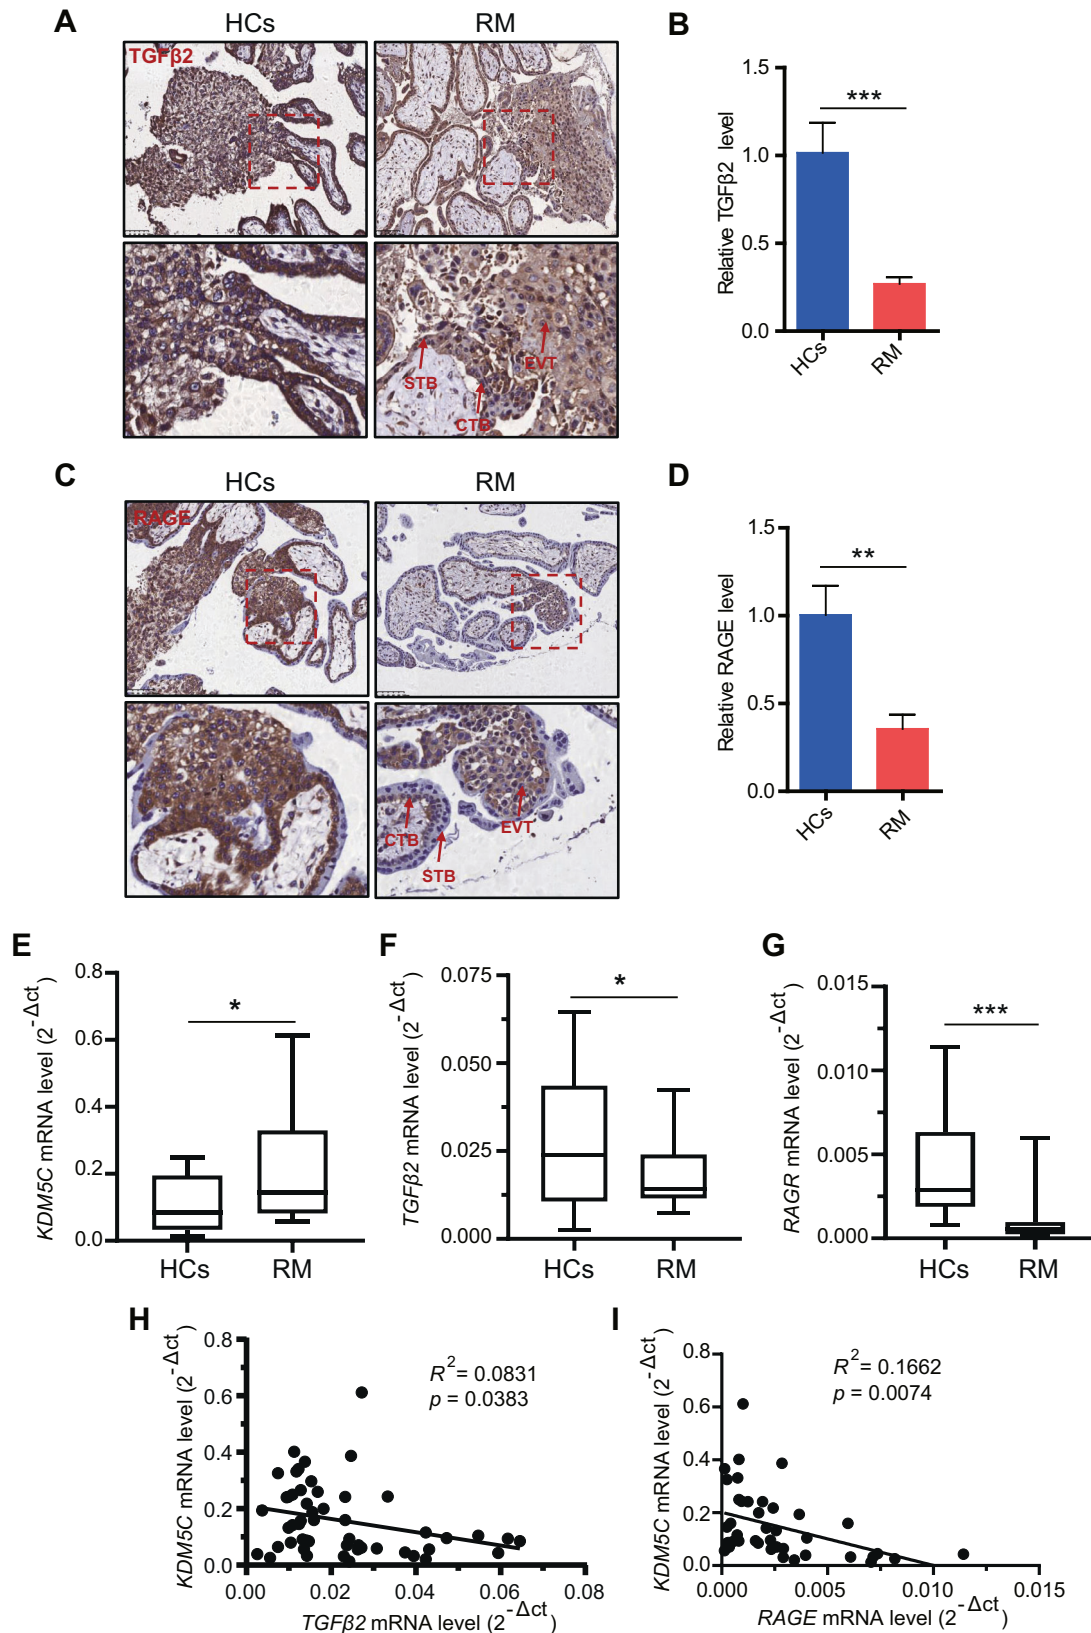 A
HCs
RM
TGFβ2
STB
EVT
CTB
B
Relative TGFβ2 level
1.5
1.0
0.5
0.0
***
HCs
RM
C
HCs
RM
RAGE
CTB
STB
EVT
D
Relative RAGE level
1.5
1.0
0.5
0.0
**
HCs
RM
E
KDM5C mRNA level (2^-Δct)
0.8
0.6
0.4
0.2
0.0
*
HCs
RM
F
TGFβ2 mRNA level (2^-Δct)
0.075
0.050
0.025
0.000
*
HCs
RM
G
RAGR mRNA level (2^-Δct)
0.015
0.010
0.005
0.000
***
HCs
RM
H
KDM5C mRNA level (2^-Δct)
0.8
0.6
0.4
0.2
0.0
R² = 0.0831
p = 0.0383
0.00 0.02 0.04 0.06 0.08
TGFβ2 mRNA level (2^-Δct)
I
KDM5C mRNA level (2^-Δct)
0.8
0.6
0.4
0.2
0.0
R² = 0.1662
p = 0.0074
0.000 0.005 0.010 0.015
RAGE mRNA level (2^-Δct)